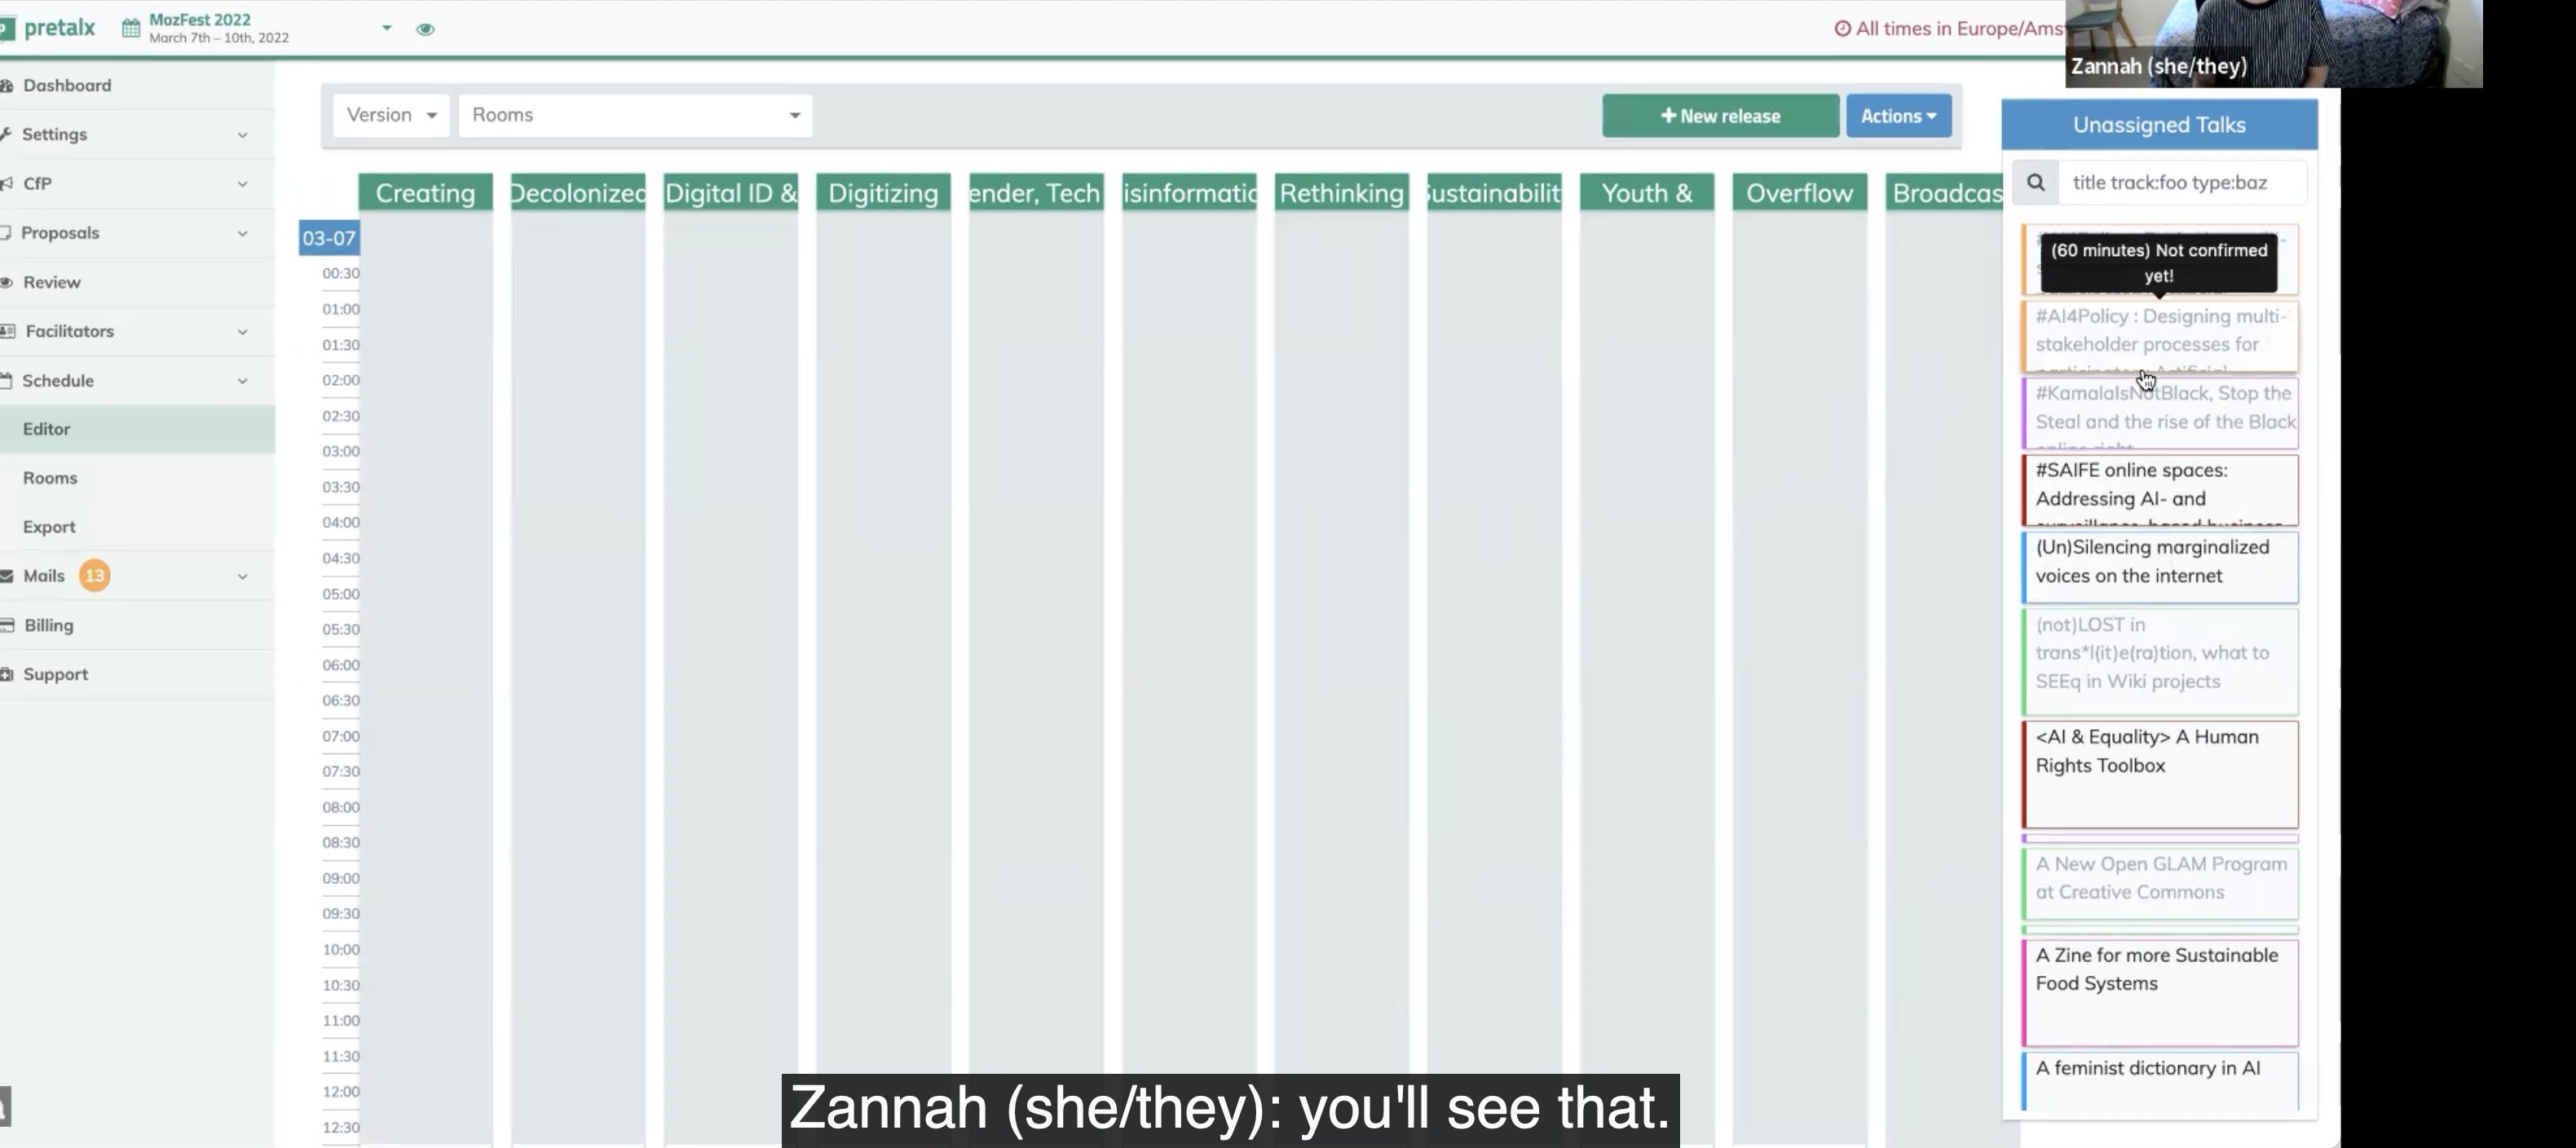 pretalx
MozFest 2022
March 7th – 10th, 2022
All times in Europe/Ams
Zannah (she/they)
Dashboard
Settings
CfP
Proposals
Review
Facilitators
Schedule
Editor
Rooms
Export
Mails 13
Billing
Support
Version
Rooms
+ New release
Actions
Creating
Decolonized
Digital ID &
Digitizing
ender, Tech
isinformatic
Rethinking
ustainabilit
Youth &
Overflow
Broadcas
03-07
00:30
01:00
01:30
02:00
02:30
03:00
03:30
04:00
04:30
05:00
05:30
06:00
06:30
07:00
07:30
08:00
08:30
09:00
09:30
10:00
10:30
11:00
11:30
12:00
12:30
Unassigned Talks
title track:foo type:baz
(60 minutes) Not confirmed
yet!
#AI4Policy : Designing multi-
stakeholder processes for
#KamalaIsNotBlack, Stop the
Steal and the rise of the Black
online right
#SAIFE online spaces:
Addressing AI- and
surveillance-based business
(Un)Silencing marginalized
voices on the internet
(not)LOST in
trans*l(it)e(ra)tion, what to
SEEq in Wiki projects
<AI & Equality> A Human
Rights Toolbox
A New Open GLAM Program
at Creative Commons
A Zine for more Sustainable
Food Systems
A feminist dictionary in AI
Zannah (she/they): you'll see that.